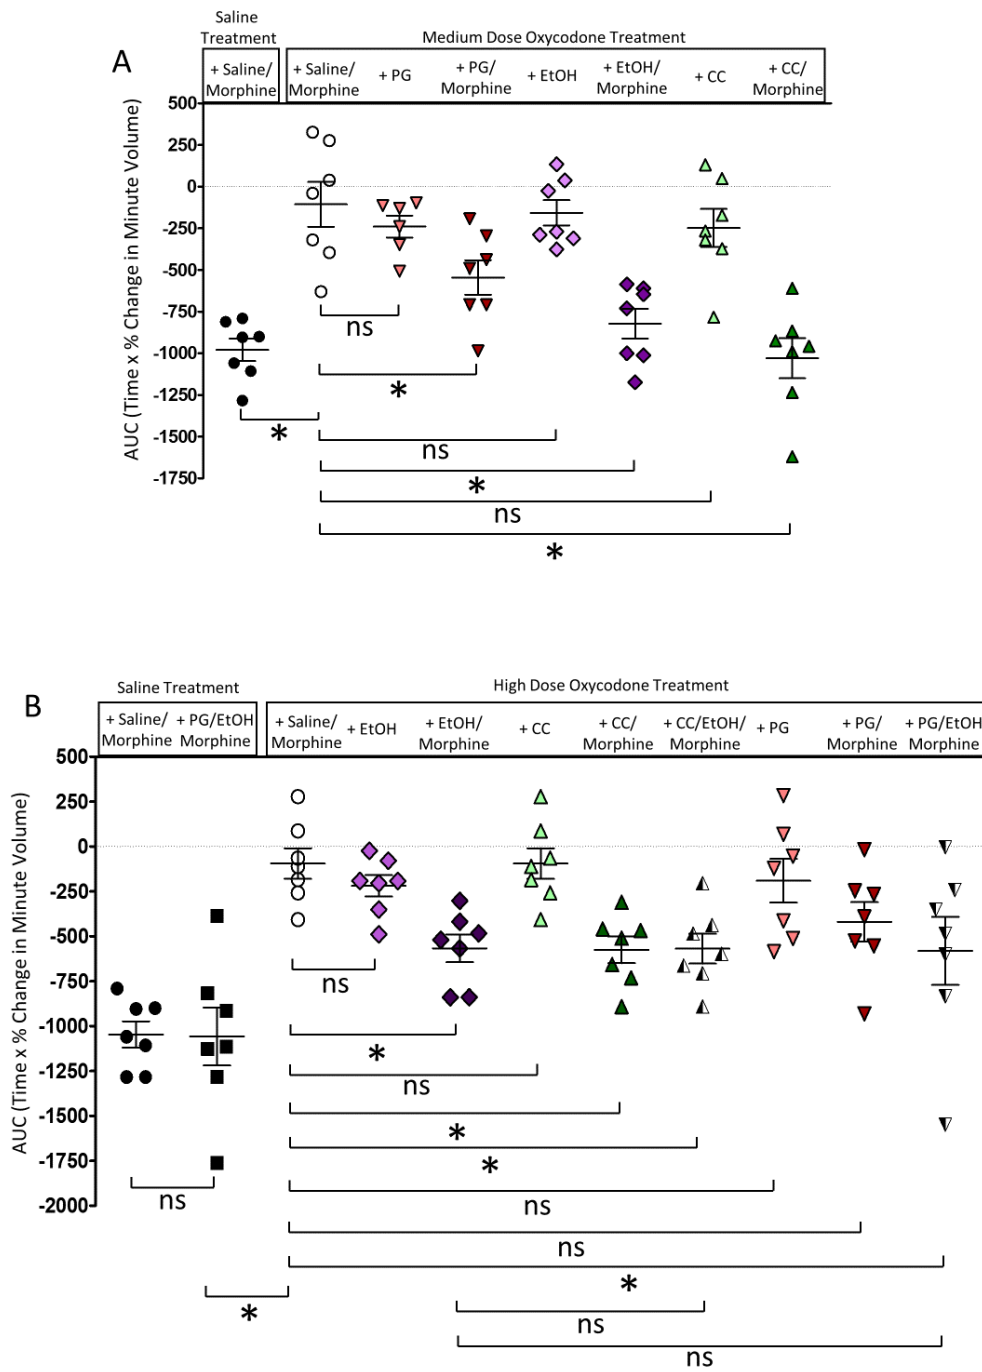 A
Saline
Treatment
Medium Dose Oxycodone Treatment
+ Saline/
Morphine
+ Saline/
Morphine
+ PG
+ PG/
Morphine
+ EtOH
+ EtOH/
Morphine
+ CC
+ CC/
Morphine
AUC (Time x % Change in Minute Volume)
500
250
0
-250
-500
-750
-1000
-1250
-1500
-1750
ns
*
*
ns
*
ns
*
B
Saline Treatment
High Dose Oxycodone Treatment
+ Saline/
Morphine
+ PG/EtOH
Morphine
+ Saline/
Morphine
+ EtOH
+ EtOH/
Morphine
+ CC
+ CC/
Morphine
+ CC/EtOH/
Morphine
+ PG
+ PG/
Morphine
+ PG/EtOH
Morphine
AUC (Time x % Change in Minute Volume)
500
250
0
-250
-500
-750
-1000
-1250
-1500
-1750
-2000
ns
*
ns
*
*
ns
ns
ns
*
*
ns
ns